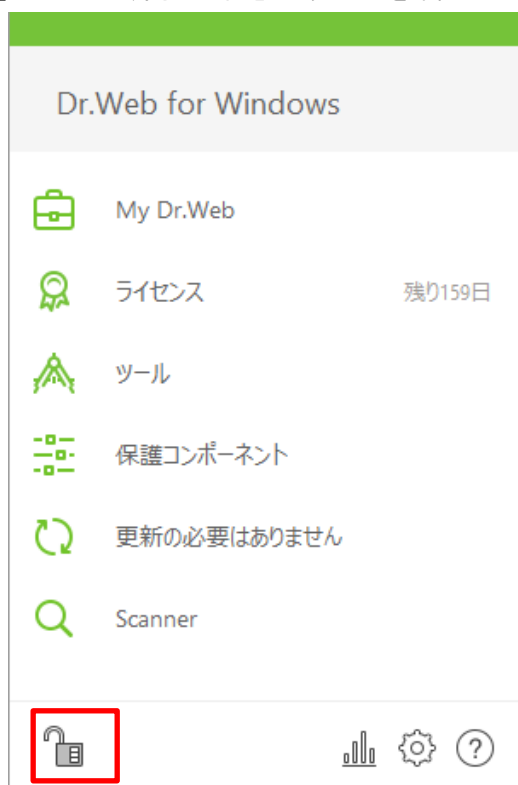 Dr.Web for Windows
My Dr.Web
ライセンス 残り159日
ツール
保護コンポーネント
更新の必要はありません
Scanner
?